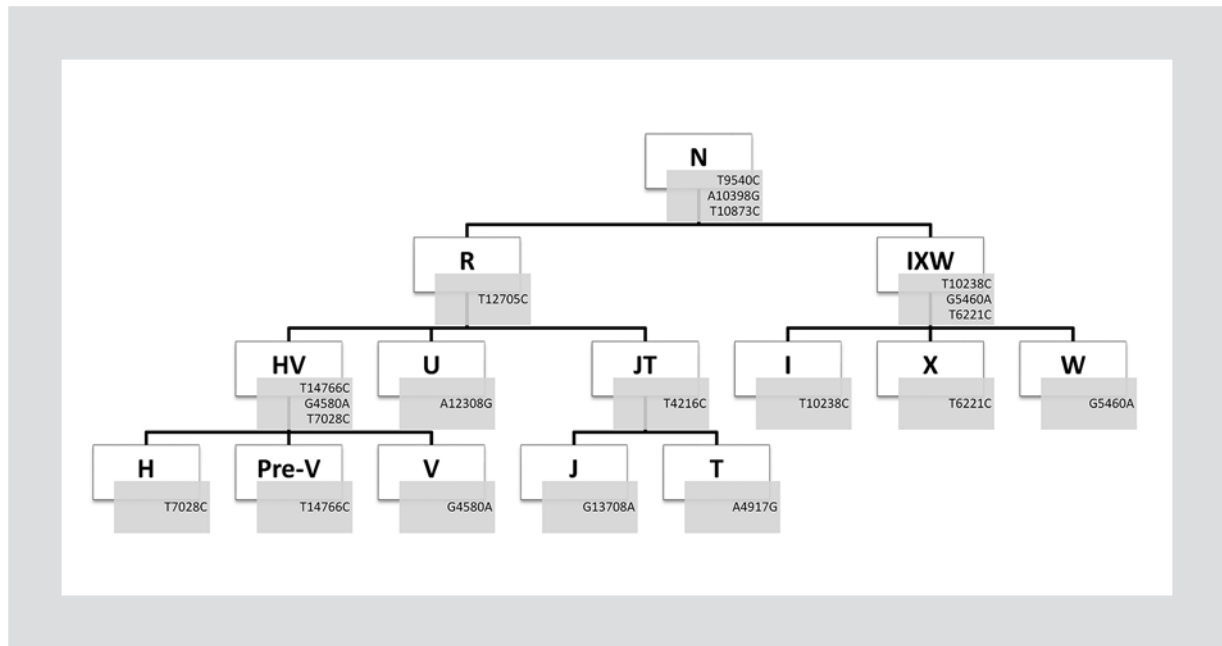 N
T9540C
A10398G
T10873C
R
T12705C
IXW
T10238C
G5460A
T6221C
HV
T14766C
G4580A
T7028C
U
A12308G
JT
T4216C
I
T10238C
X
T6221C
W
G5460A
H
T7028C
Pre-V
T14766C
V
G4580A
J
G13708A
T
A4917G